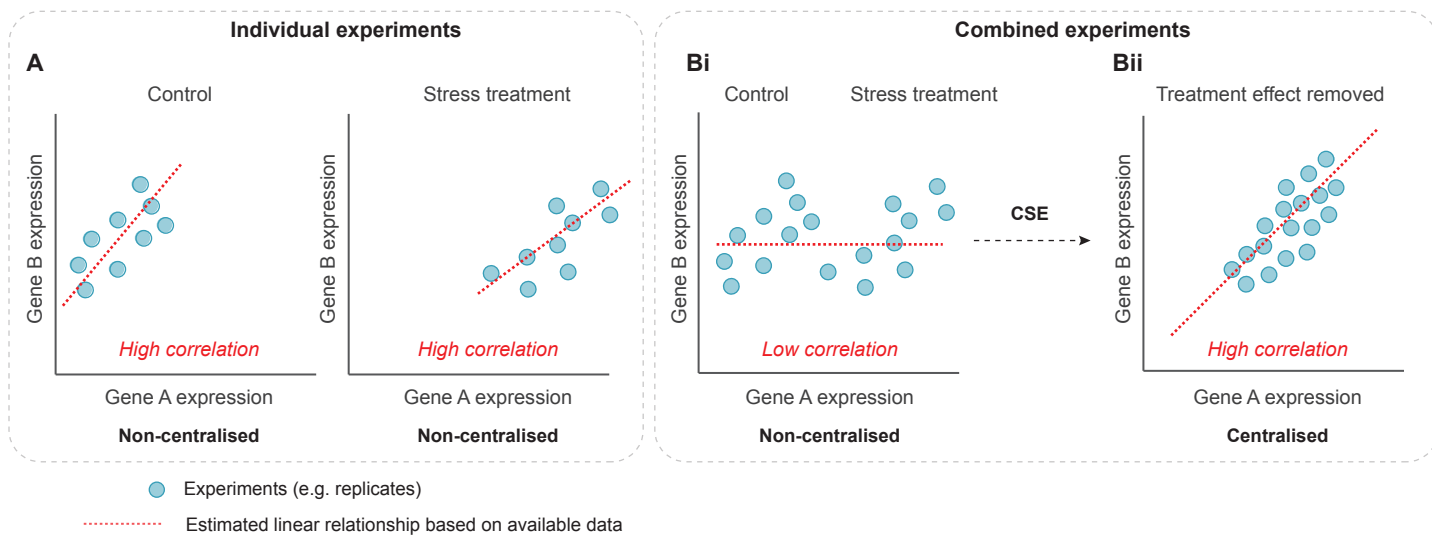 Individual experiments
A
Control
Stress treatment
Gene B expression
High correlation
Gene A expression
Non-centralised
Gene B expression
High correlation
Gene A expression
Non-centralised
Combined experiments
Bi
Control
Stress treatment
Gene B expression
Low correlation
Gene A expression
Non-centralised
CSE
Bii
Treatment effect removed
Gene B expression
High correlation
Gene A expression
Centralised
Experiments (e.g. replicates)
Estimated linear relationship based on available data